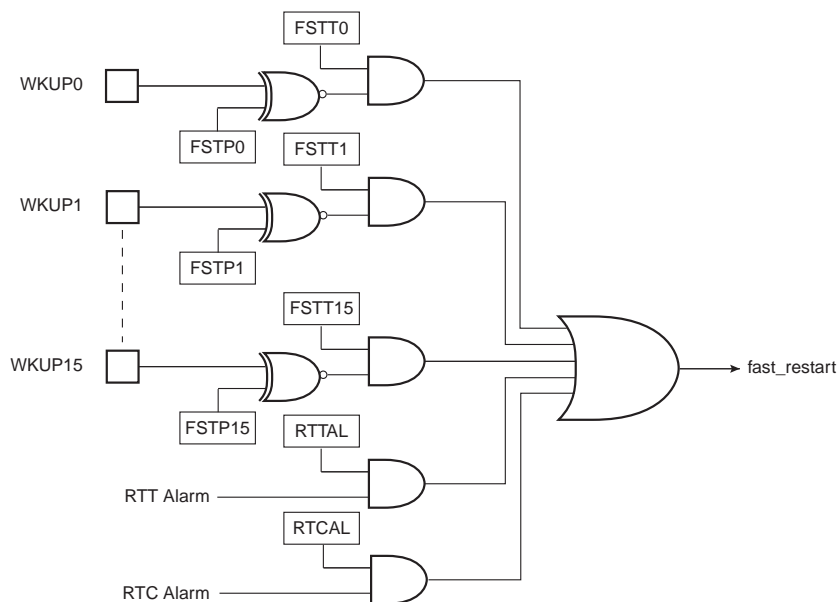 FSTT0
WKUP0
FSTP0
FSTT1
WKUP1
FSTP1
FSTT15
WKUP15
fast_restart
FSTP15
RTTAL
RTT Alarm
RTCAL
RTC Alarm